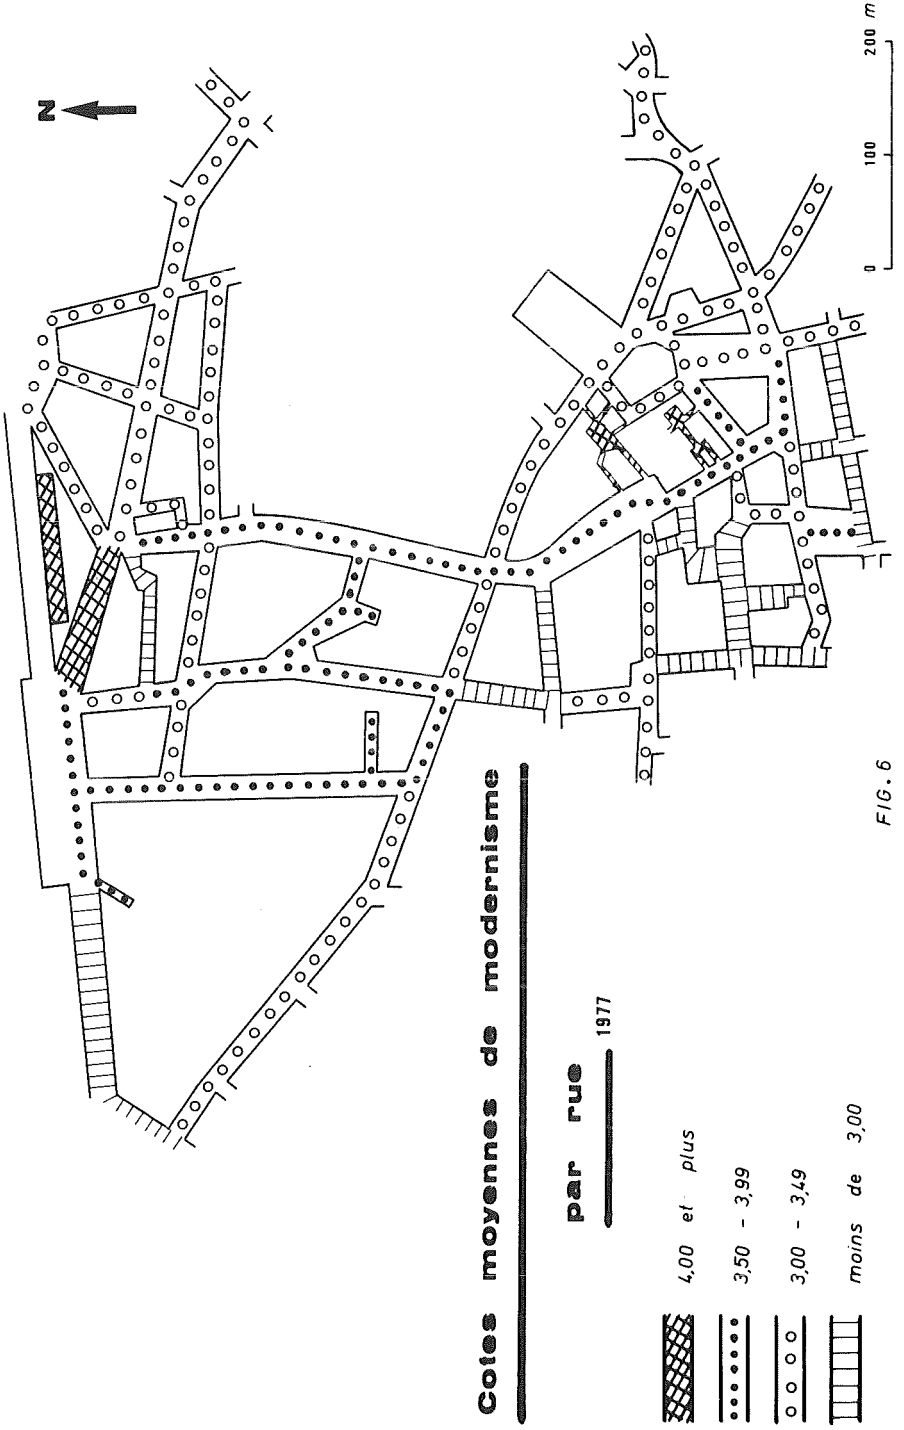 N
Cotes moyennes de modernisme
par rue 1977
4,00 et plus
3,50 - 3,99
3,00 - 3,49
moins de 3,00
0 100 200 m
FIG. 6